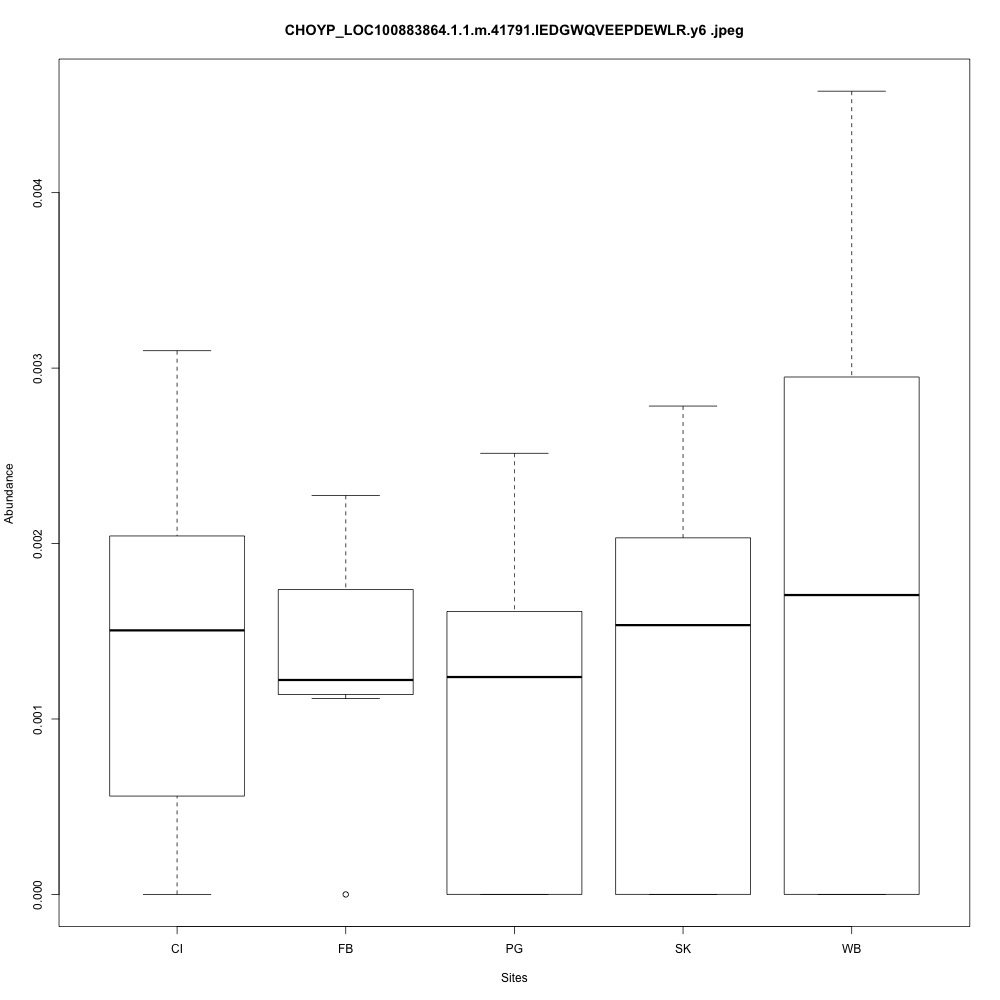 CHOYP_LOC100883864.1.1.m.41791.IEDGWQVEEPDEWLR.y6 .jpeg
Abundance
0.004
0.003
0.002
0.001
0.000
CI FB PG SK WB
Sites